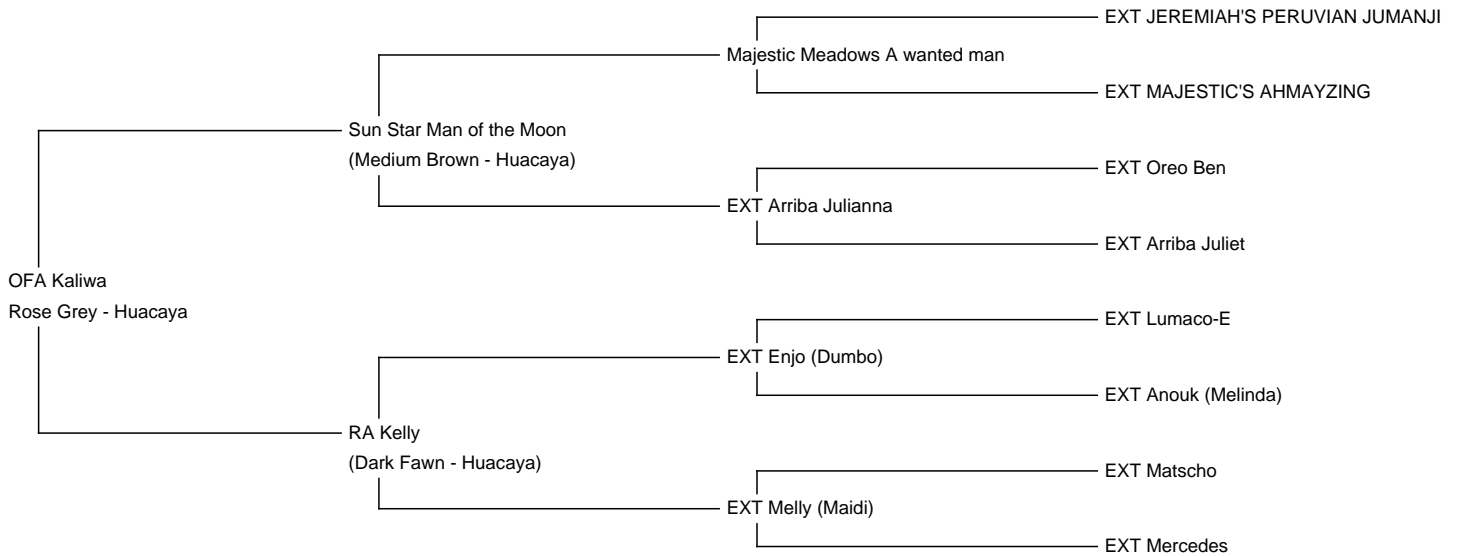 EXT JEREMIAH'S PERUVIAN JUMANJI
Majestic Meadows A wanted man
EXT MAJESTIC'S AHMAYZING
Sun Star Man of the Moon
(Medium Brown - Huacaya)
EXT Oreo Ben
EXT Arriba Julianna
EXT Arriba Juliet
OFA Kaliwa
Rose Grey - Huacaya
EXT Lumaco-E
EXT Enjo (Dumbo)
EXT Anouk (Melinda)
RA Kelly
(Dark Fawn - Huacaya)
EXT Matscho
EXT Melly (Maidi)
EXT Mercedes